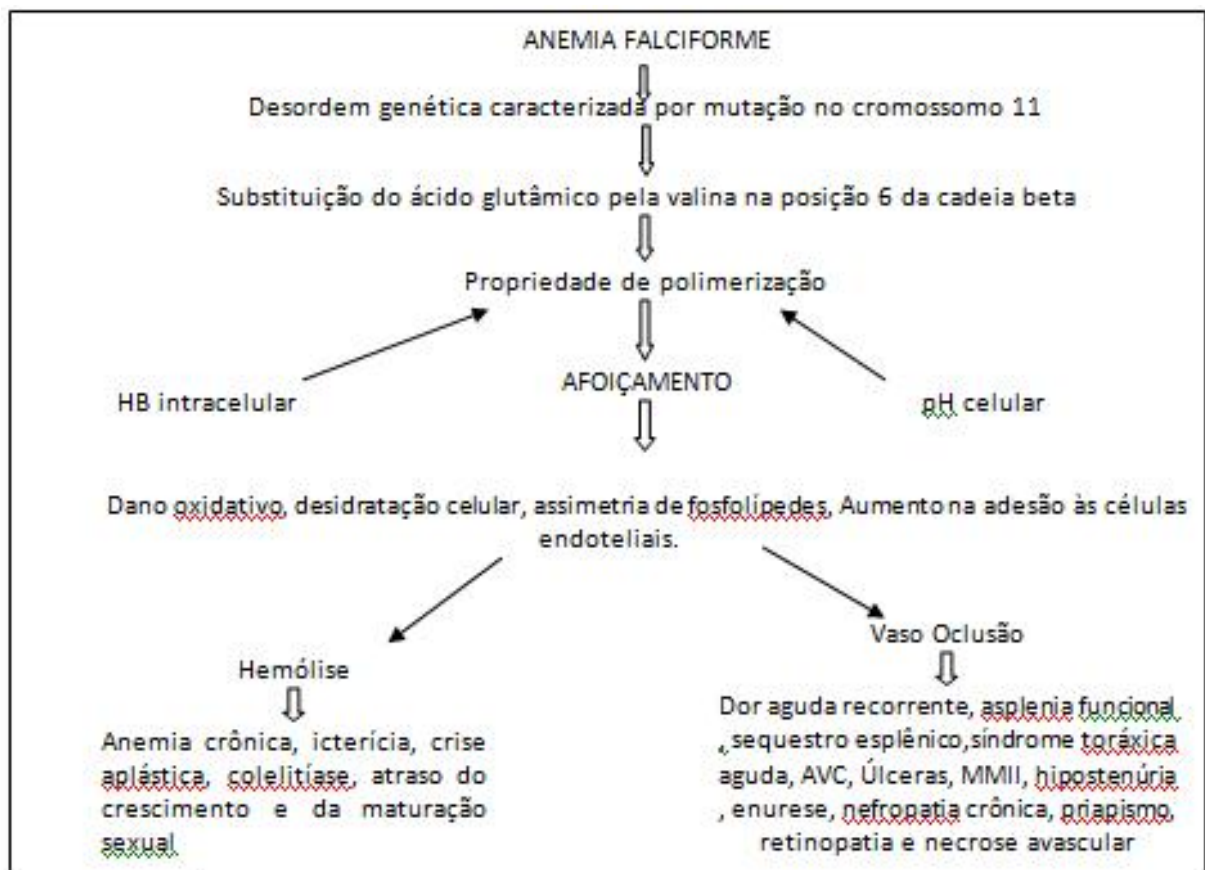 ANEMIA FALCIFORME
Desordem genética caracterizada por mutação no cromossomo 11
Substituição do ácido glutâmico pela valina na posição 6 da cadeia beta
Propriedade de polimerização
AFOIÇAMENTO
HB intracelular
pH celular
Dano oxidativo, desidratação celular, assimetria de fosfolípedes, Aumento na adesão às células
endoteliais.
Hemólise
Anemia crônica, icterícia, crise
aplástica, colelitíase, atraso do
crescimento e da maturação
sexual
Vaso Oclusão
Dor aguda recorrente, asplenia funcional
, sequestro esplênico,síndrome toráxica
aguda, AVC, Úlceras, MMII, hipostenúria
, enurese, nefropatia crônica, priapismo,
retinopatia e necrose avascular